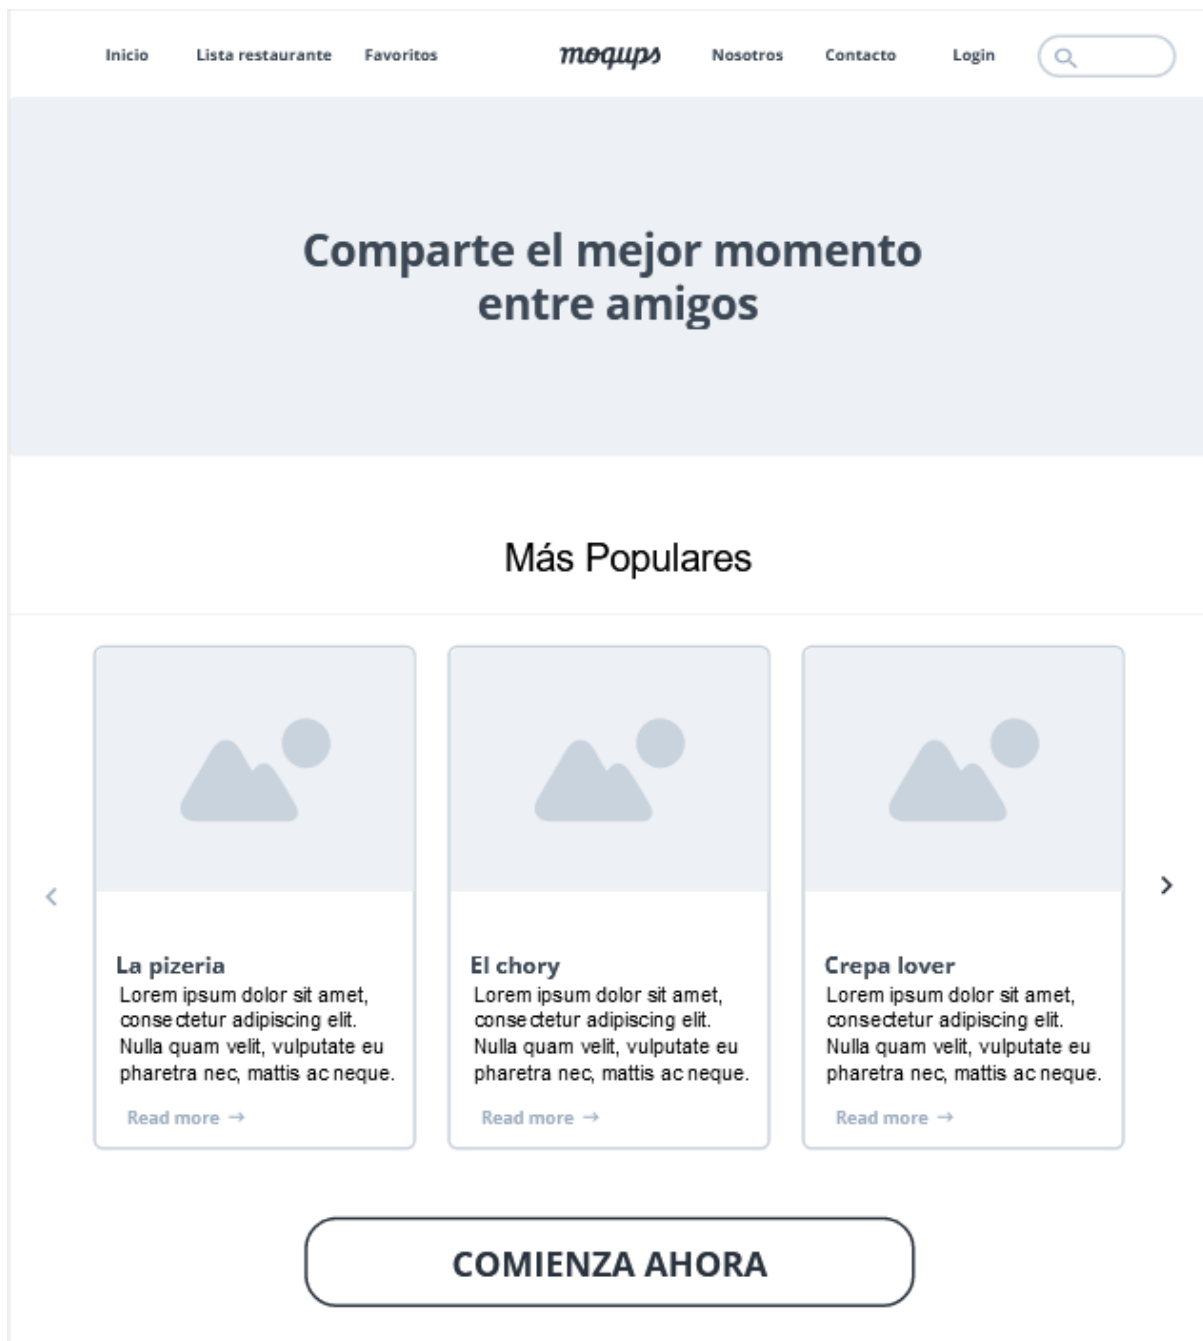 Inicio Lista restaurante Favoritos moqups Nosotros Contacto Login
Comparte el mejor momento
entre amigos
Más Populares
La pizeria
Lorem ipsum dolor sit amet,
consectetur adipiscing elit.
Nulla quam velit, vulputate eu
pharetra nec, mattis ac neque.
Read more →
El chory
Lorem ipsum dolor sit amet,
consectetur adipiscing elit.
Nulla quam velit, vulputate eu
pharetra nec, mattis ac neque.
Read more →
Crepa lover
Lorem ipsum dolor sit amet,
consectetur adipiscing elit.
Nulla quam velit, vulputate eu
pharetra nec, mattis ac neque.
Read more →
COMIENZA AHORA